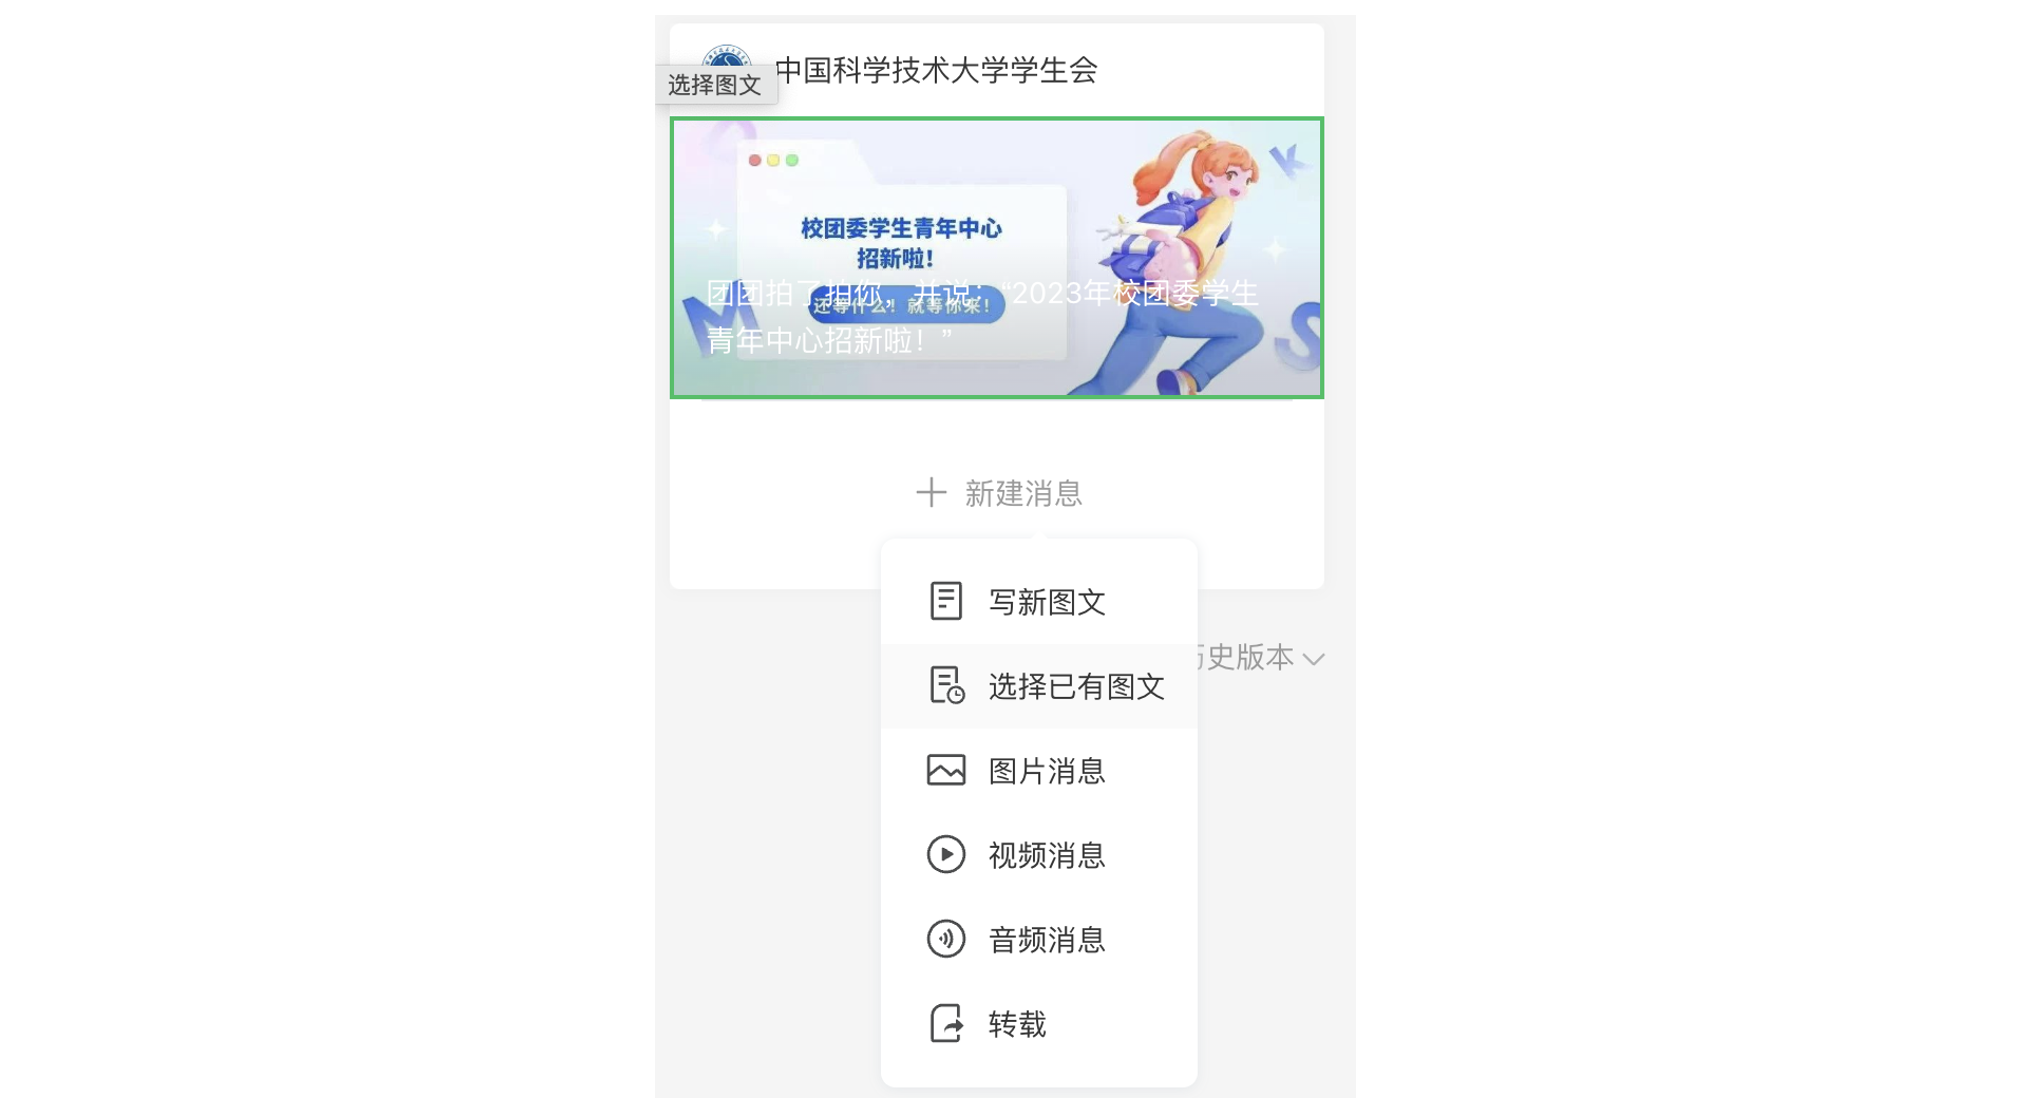 中国科学技术大学学生会
选择图文
校团委学生青年中心
招新啦！
还等什么！就等你来！
团团拍了拍你，并说：“2023年校团委学生
青年中心招新啦！”
K
M
S
新建消息
写新图文
选择已有图文
历史版本
图片消息
视频消息
音频消息
转载